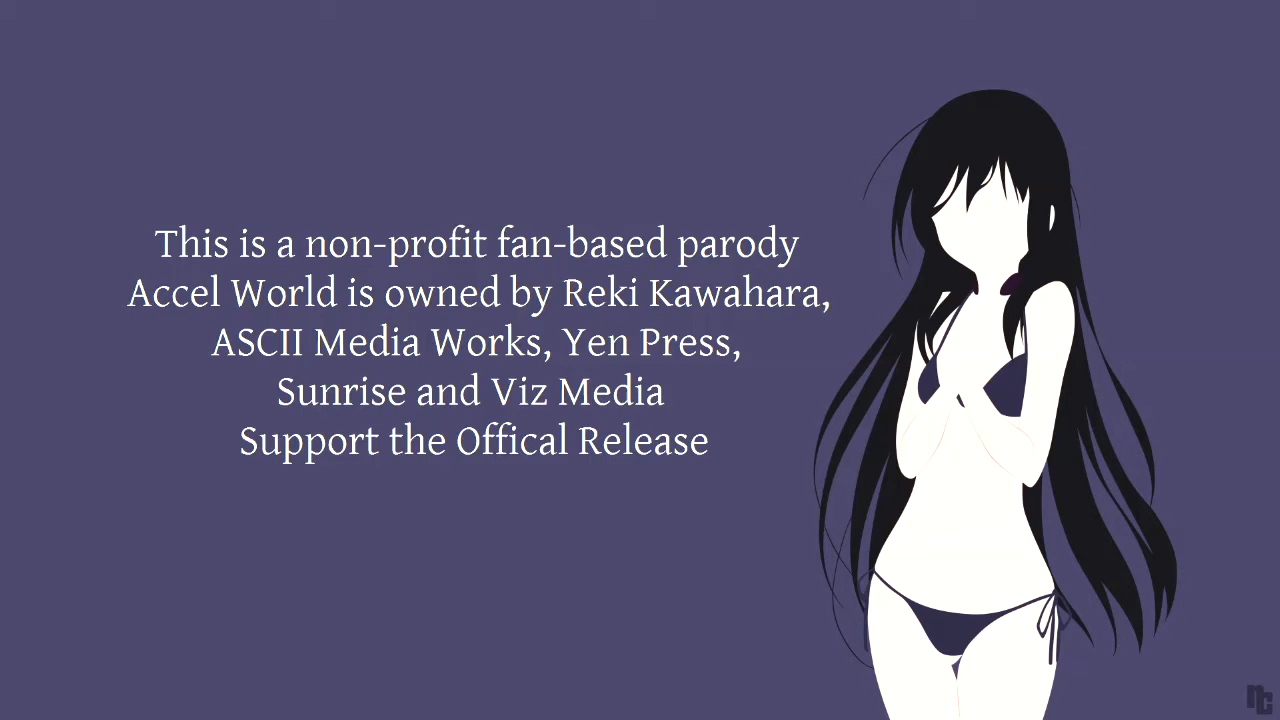 This is a non-profit fan-based parody
Accel World is owned by Reki Kawahara,
ASCII Media Works, Yen Press,
Sunrise and Viz Media
Support the Offical Release